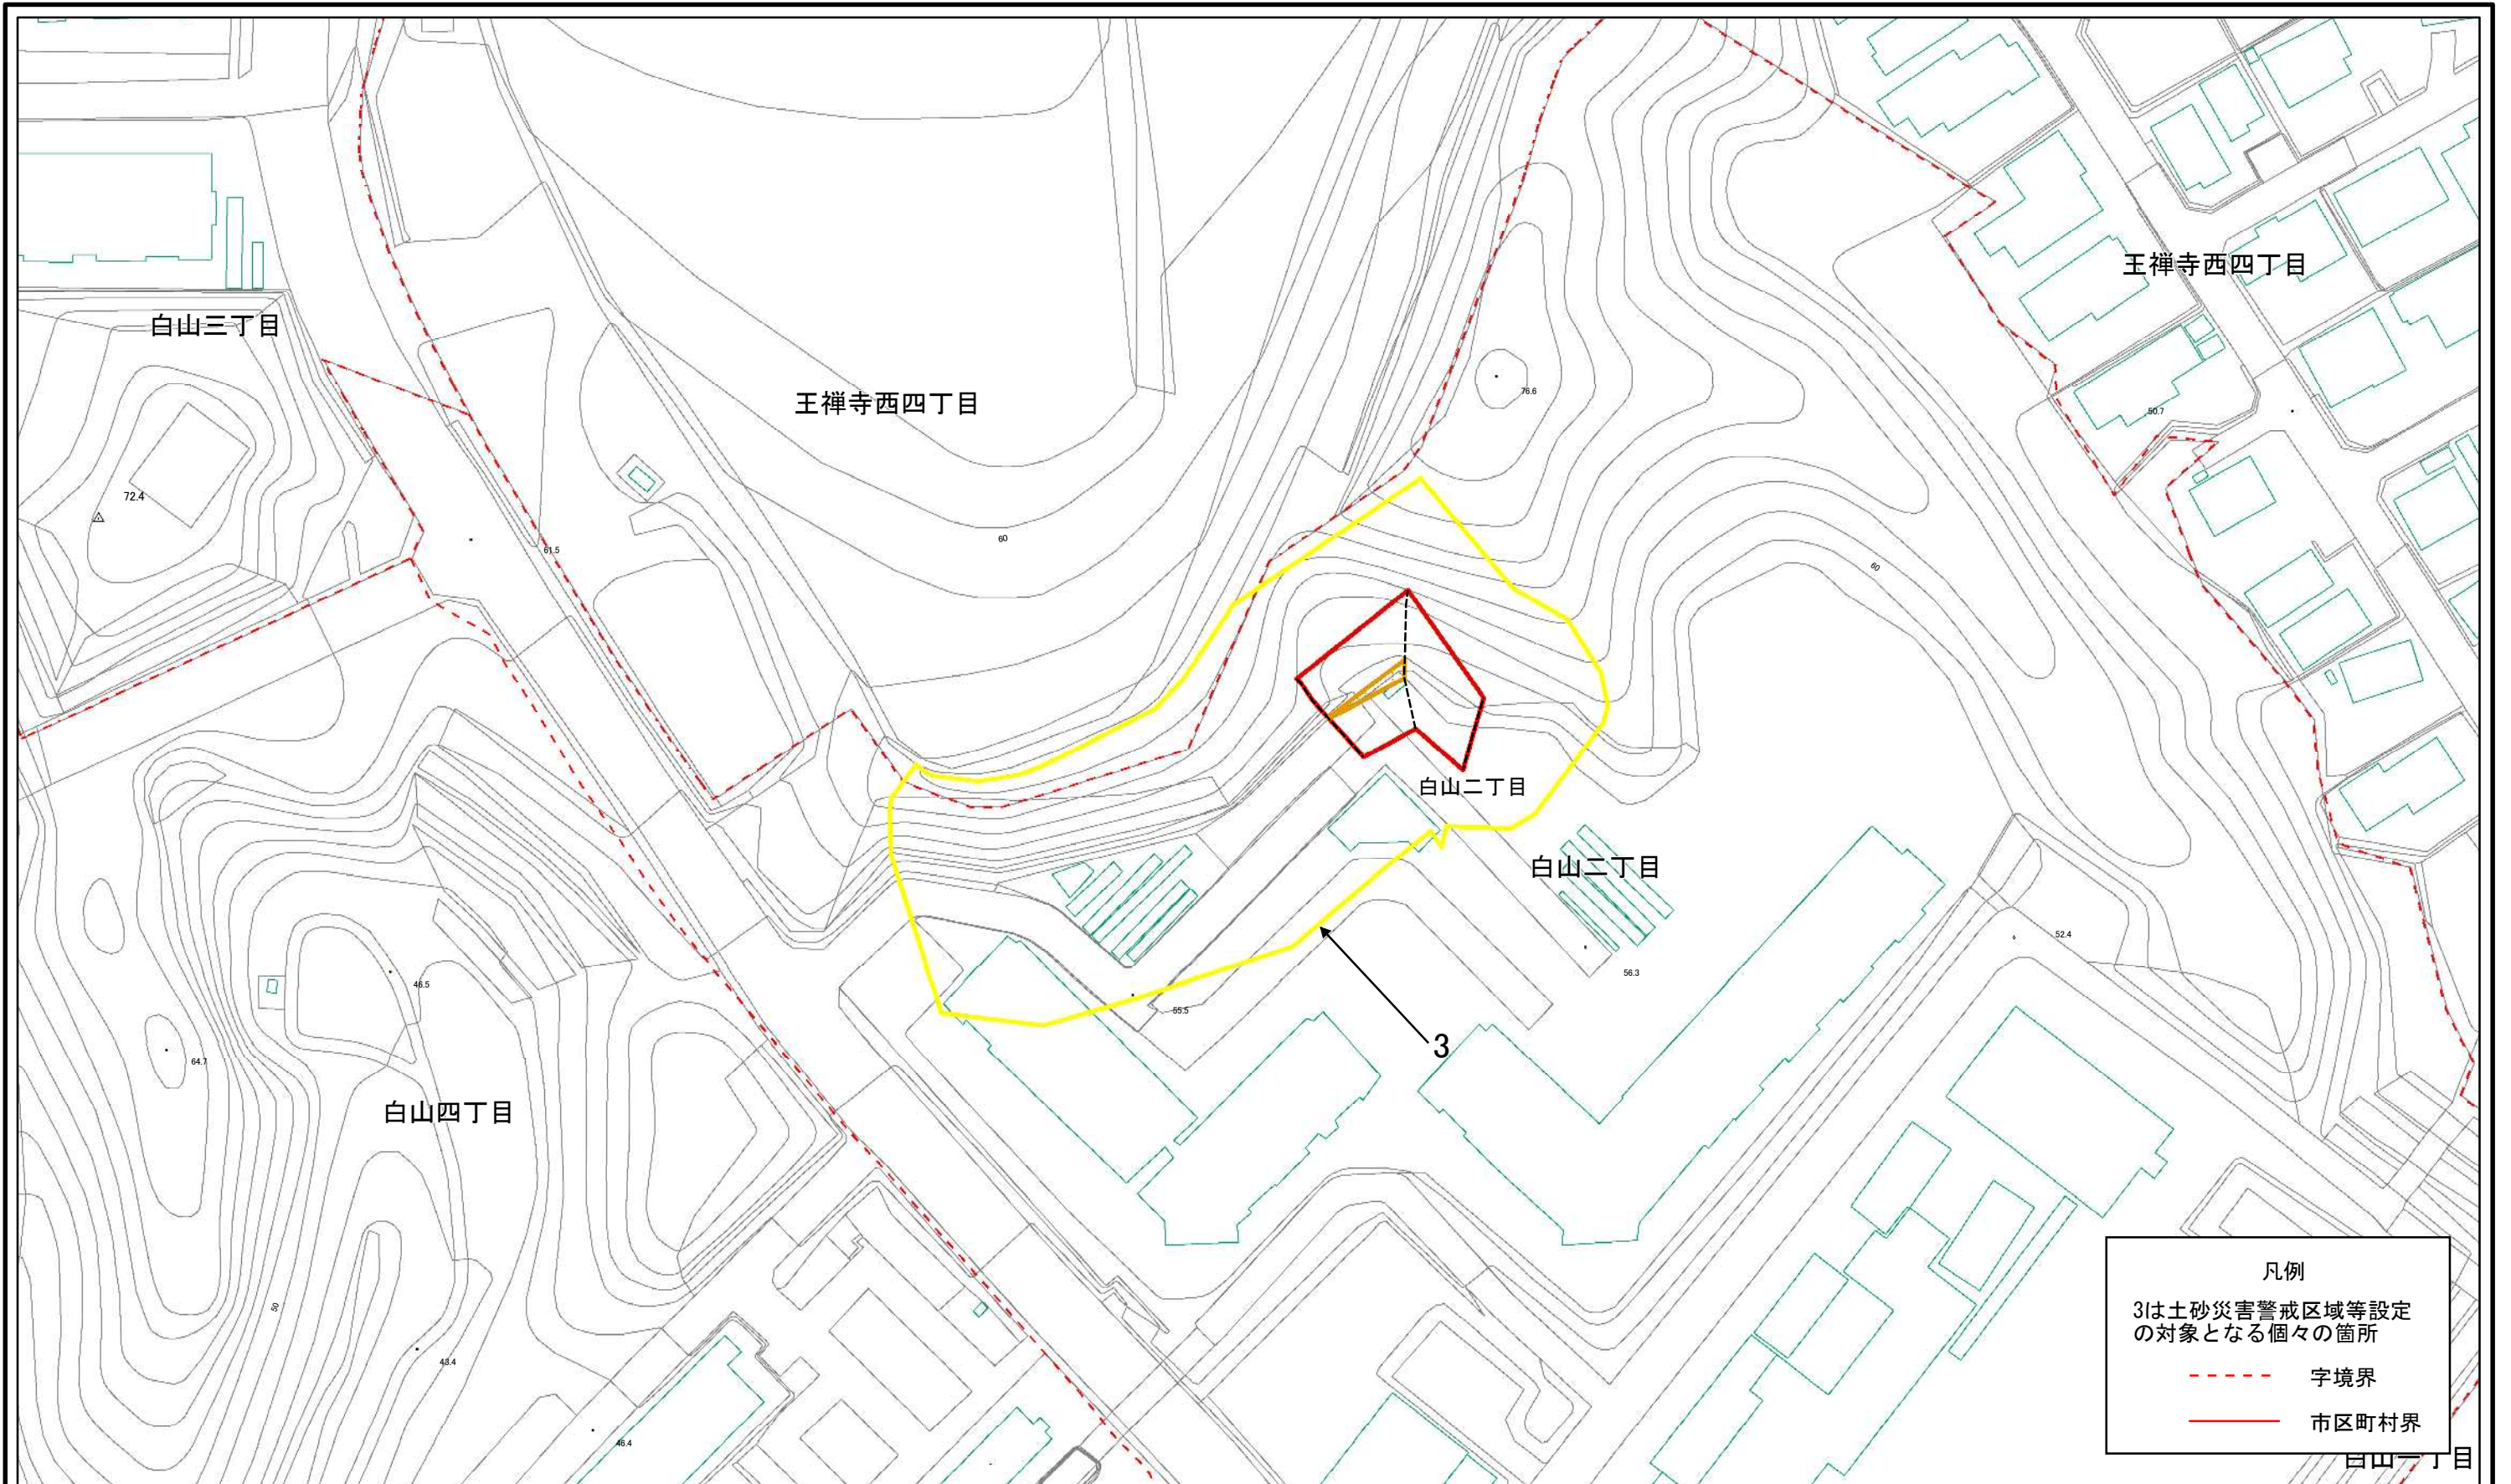 王禅寺西四丁目
白山三丁目
王禅寺西四丁目
76.6
50.7
72.4
60
61.5
60
白山二丁目
白山二丁目
52.4
56.3
46.5
55.5
3
64.7
白山四丁目
凡例
3は土砂災害警戒区域等設定
の対象となる個々の箇所
字境界
市区町村界
50
43.4
46.4
白山一丁目